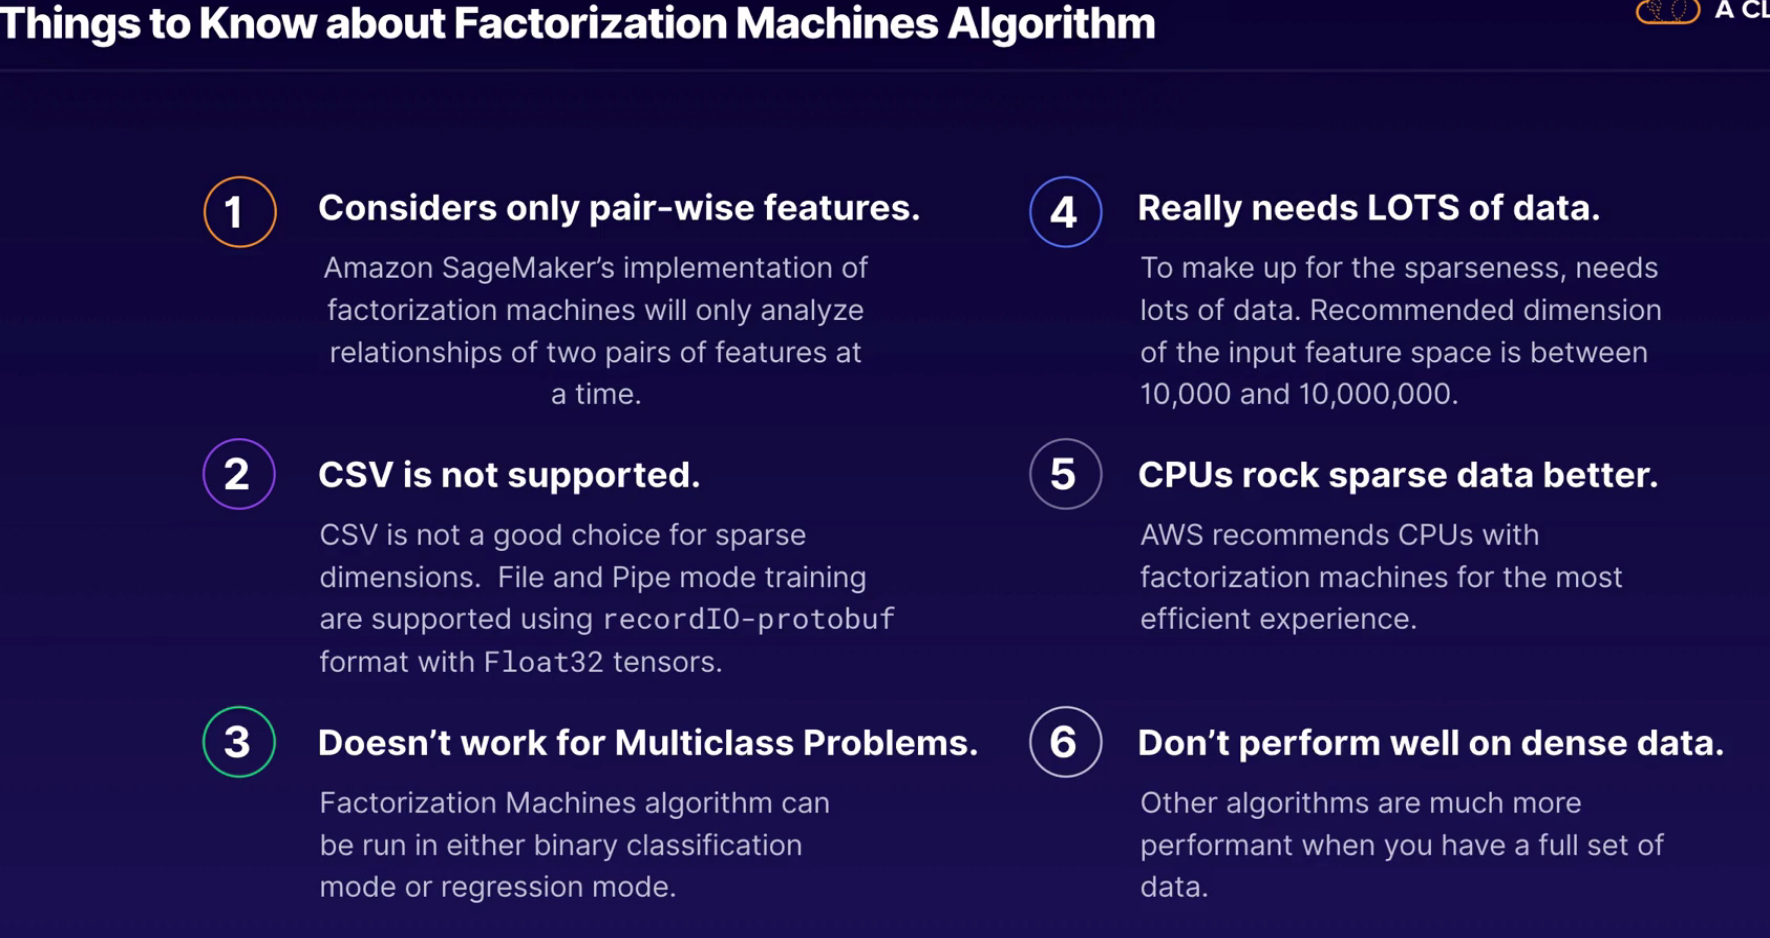 Things to Know about Factorization Machines Algorithm
A CL
1
Considers only pair-wise features.
Amazon SageMaker's implementation of
factorization machines will only analyze
relationships of two pairs of features at
a time.
2
CSV is not supported.
CSV is not a good choice for sparse
dimensions.  File and Pipe mode training
are supported using recordIO-protobuf
format with Float32 tensors.
3
Doesn't work for Multiclass Problems.
Factorization Machines algorithm can
be run in either binary classification
mode or regression mode.
4
Really needs LOTS of data.
To make up for the sparseness, needs
lots of data. Recommended dimension
of the input feature space is between
10,000 and 10,000,000.
5
CPUs rock sparse data better.
AWS recommends CPUs with
factorization machines for the most
efficient experience.
6
Don't perform well on dense data.
Other algorithms are much more
performant when you have a full set of
data.